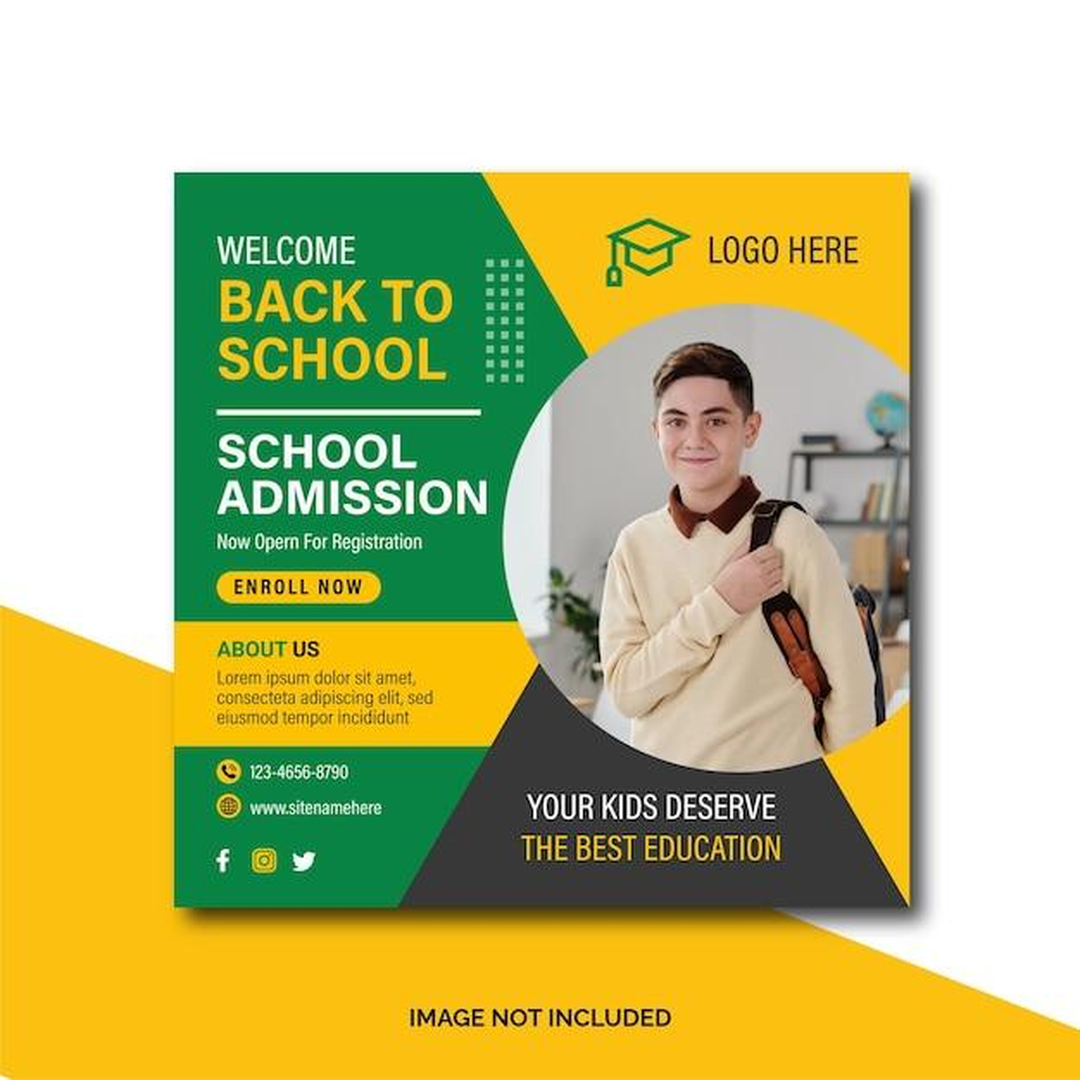 WELCOME
BACK TO
SCHOOL
LOGO HERE
SCHOOL
ADMISSION
Now Opern For Registration
ENROLL NOW
ABOUT US
Lorem ipsum dolor sit amet,
consecteta adipiscing elit, sed
eiusmod tempor incididunt
123-4656-8790
www.sitenamehere
YOUR KIDS DESERVE
THE BEST EDUCATION
IMAGE NOT INCLUDED